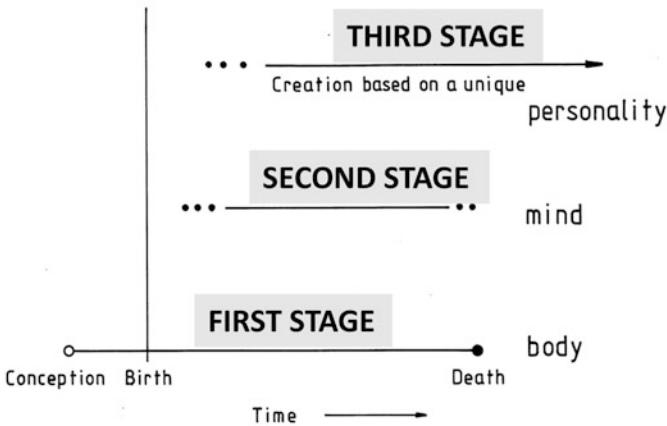 THIRD STAGE
Creation based on a unique
personality
SECOND STAGE
mind
FIRST STAGE
body
Conception Birth Death
Time